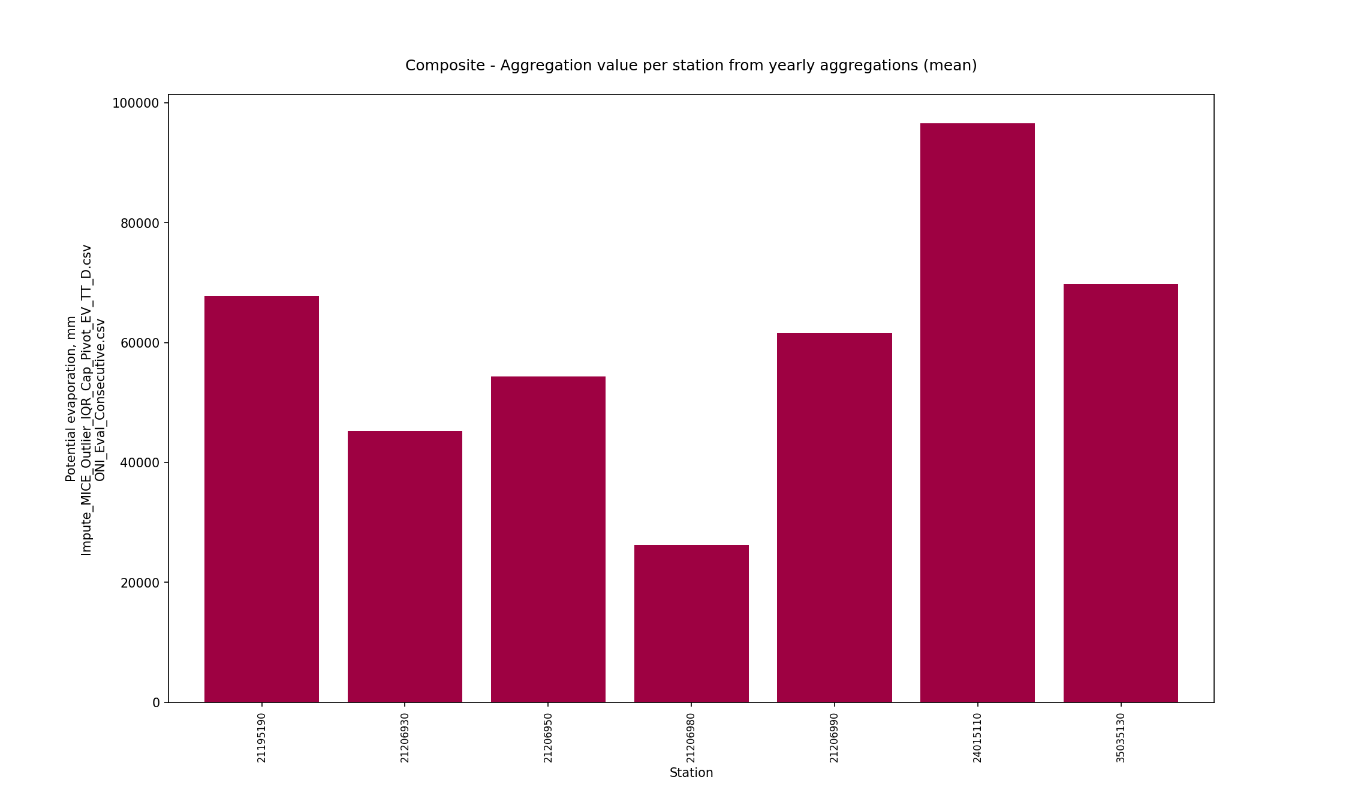 Composite - Aggregation value per station from yearly aggregations (mean)
Potential evaporation, mm
Impute_MICE_Outlier_IQR_Cap_Pivot_EV_TT_D.csv
ONI_Eval_Consecutive.csv
100000
80000
60000
40000
20000
0
21195190
21206930
21206950
21206980
21206990
24015110
35035130
Station